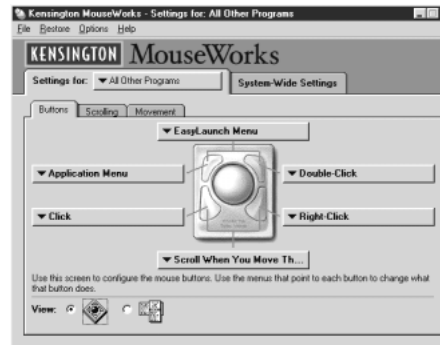 Kensington MouseWorks - Settings for: All Other Programs
File Restore Options Help
KENSINGTON MouseWorks
Settings for: All Other Programs System-Wide Settings
Buttons Scrolling Movement
EasyLaunch Menu
Application Menu Double-Click
Click Right-Click
Scroll When You Move Th...
Use this screen to configure the mouse buttons. Use the menus that point to each button to change what
that button does.
View: